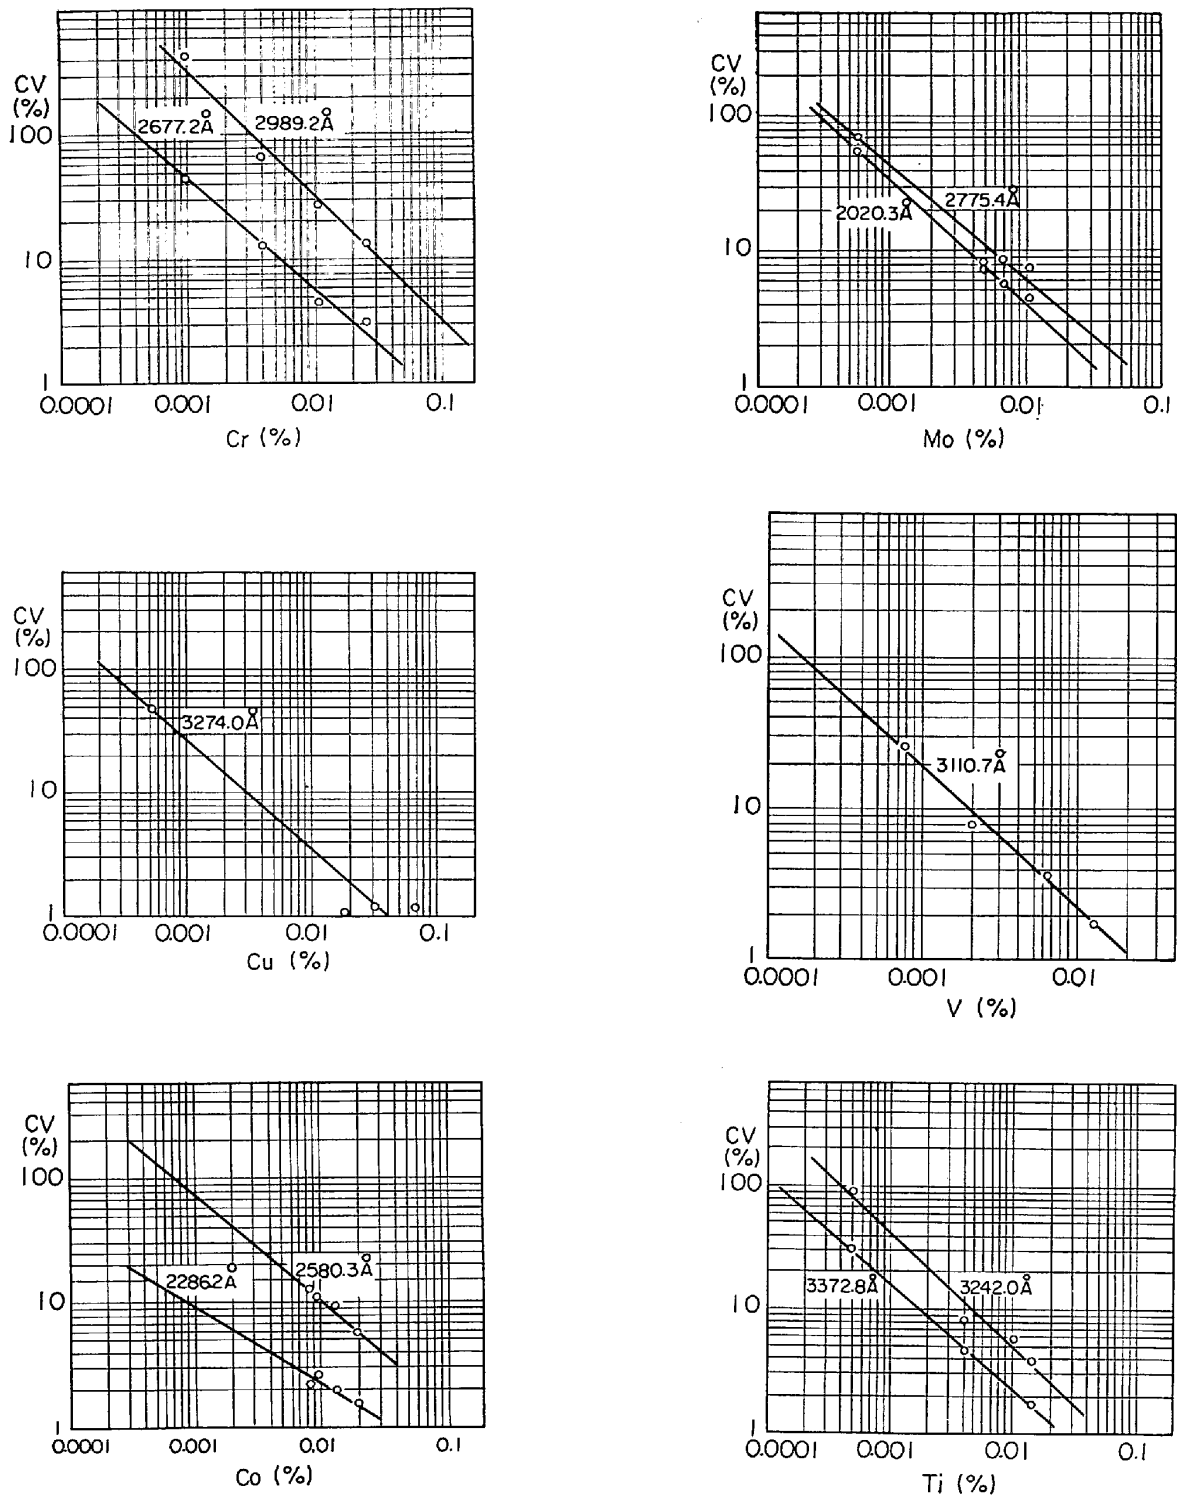 CV
(%)
100
10
1
2677.2Å
2989.2Å
0.0001 0.001 0.01 0.1
Cr (%)
CV
(%)
100
10
1
2775.4Å
2020.3Å
0.0001 0.001 0.01 0.1
Mo (%)
CV
(%)
100
10
1
3274.0Å
0.0001 0.001 0.01 0.1
Cu (%)
CV
(%)
100
10
1
3110.7Å
0.0001 0.001 0.01
V (%)
CV
(%)
100
10
1
2286.2Å
2580.3Å
0.0001 0.001 0.01 0.1
Co (%)
CV
(%)
100
10
1
3372.8Å
3242.0Å
0.0001 0.001 0.01 0.1
Ti (%)